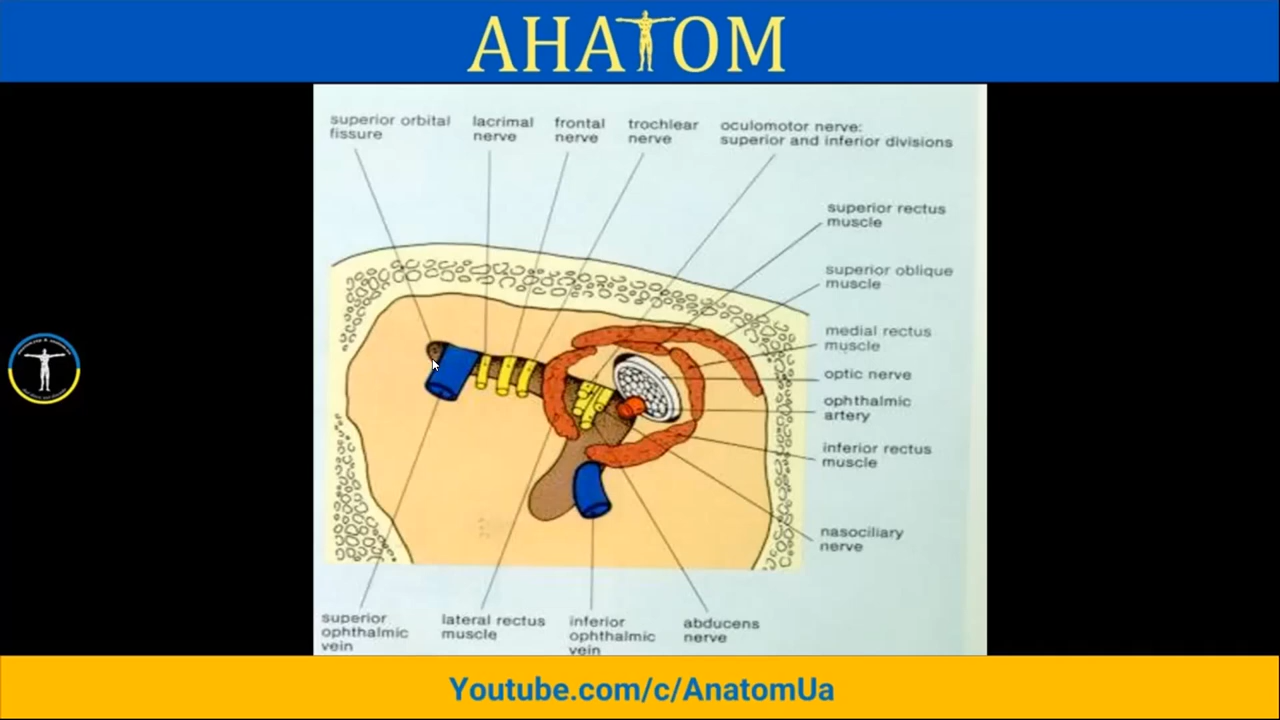 АНАТОМ
superior orbital
fissure
lacrimal
nerve
frontal
nerve
trochlear
nerve
oculomotor nerve:
superior and inferior divisions
superior rectus
muscle
superior oblique
muscle
medial rectus
muscle
optic nerve
ophthalmic
artery
inferior rectus
muscle
nasociliary
nerve
superior
ophthalmic
vein
lateral rectus
muscle
inferior
ophthalmic
vein
abducens
nerve
Youtube.com/c/AnatomUa